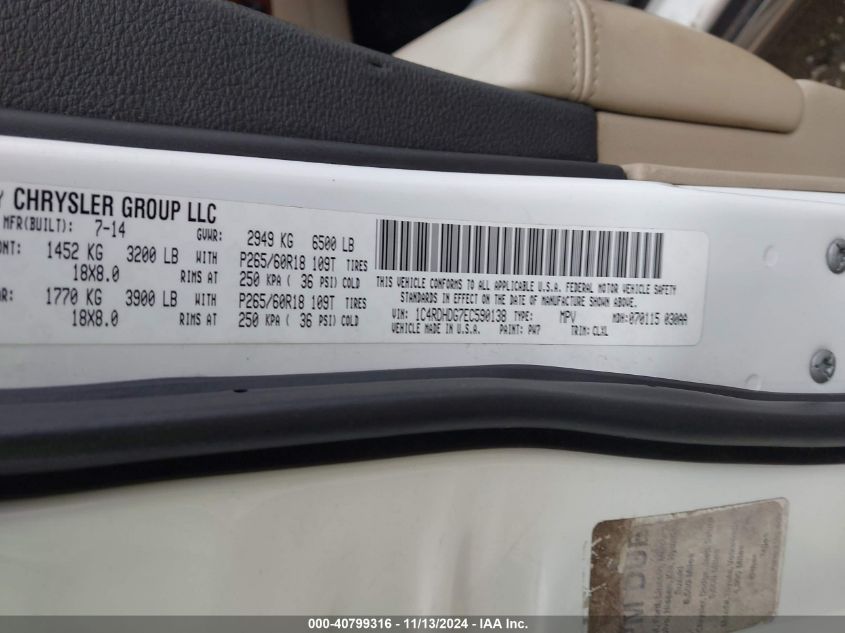 CHRYSLER GROUP LLC
MFR(BUILT): 7-14 GVWR: 2949 KG 6500 LB
ONT: 1452 KG 3200 LB WITH P265/60R18 109T TIRES
18X8.0 RIMS AT 250 KPA ( 36 PSI) COLD
AR: 1770 KG 3900 LB WITH P265/60R18 109T TIRES
18X8.0 RIMS AT 250 KPA ( 36 PSI) COLD
THIS VEHICLE CONFORMS TO ALL APPLICABLE U.S.A. FEDERAL MOTOR VEHICLE SAFETY
STANDARDS IN EFFECT ON THE DATE OF MANUFACTURE SHOWN ABOVE.
VIN: 1C4RDHDG7EC590138 TYPE: MPV MDH: 070115 030AA
VEHICLE MADE IN U.S.A. PAINT: PW7 TRIM: CLXL
M DUE
000-40799316 - 11/13/2024 - IAA Inc.